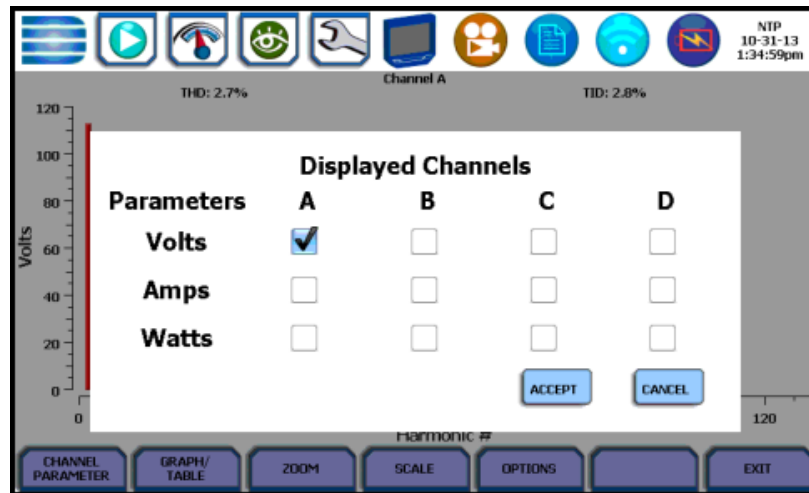 NTP
10-31-13
1:34:59pm
Channel A
THD: 2.7%
TID: 2.8%
120
100
80
60
40
20
0
Volts
Displayed Channels
Parameters A B C D
Volts
Amps
Watts
ACCEPT CANCEL
0
120
Harmonic #
CHANNEL PARAMETER
GRAPH/ TABLE
ZOOM
SCALE
OPTIONS
EXIT